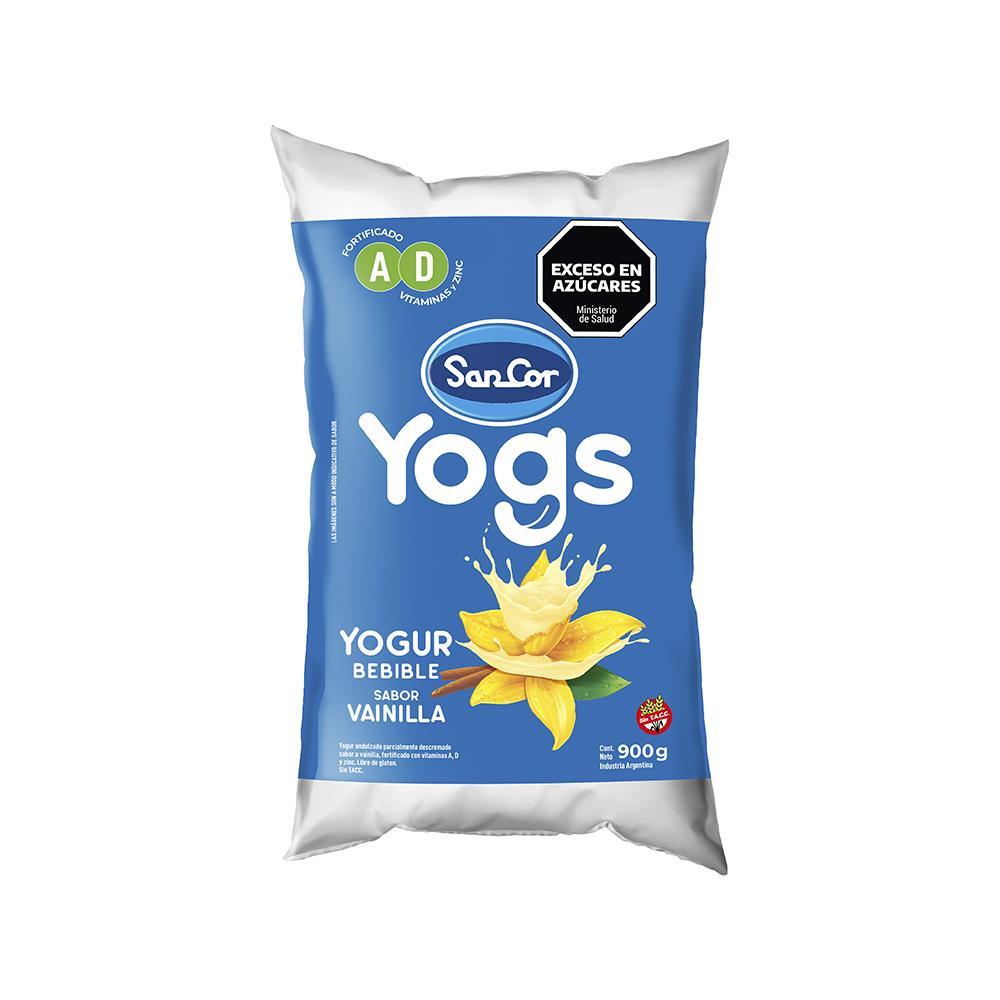 FORTIFICADO
A D
VITAMINAS y ZINC
EXCESO EN
AZÚCARES
Ministerio
de Salud
SanCor
Yogs
LAS IMÁGENES SON A MODO INDICATIVO DE SABOR.
YOGUR
BEBIBLE
SABOR
VAINILLA
Yogur endulzado parcialmente descremado
sabor a vainilla, fortificado con vitaminas A, D
y zinc. Libre de gluten.
Sin TACC.
Sin T.A.C.C.
Cont.
Neto 900g
Industria Argentina